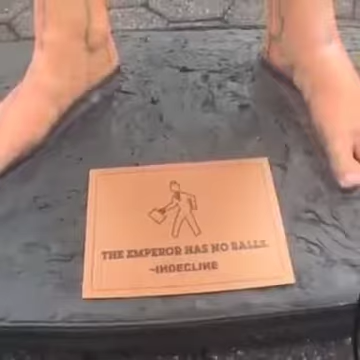 THE EMPEROR HAS NO BALLS.
-INDECLINE